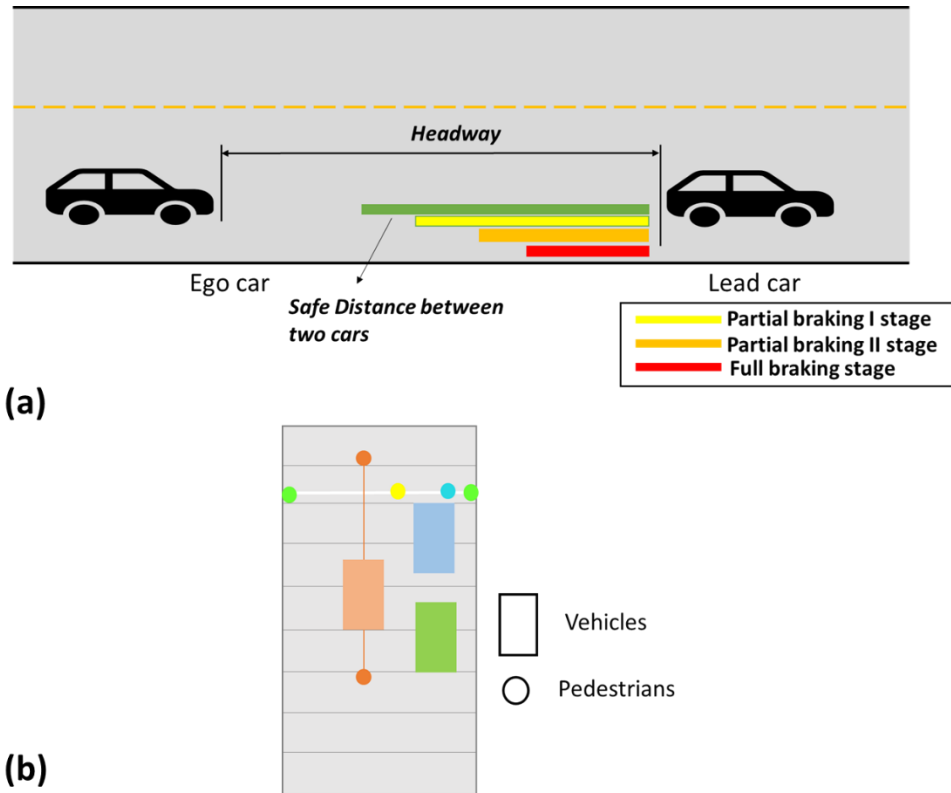 Headway
Ego car
Lead car
Safe Distance between
two cars
Partial braking I stage
Partial braking II stage
Full braking stage
(a)
Vehicles
Pedestrians
(b)